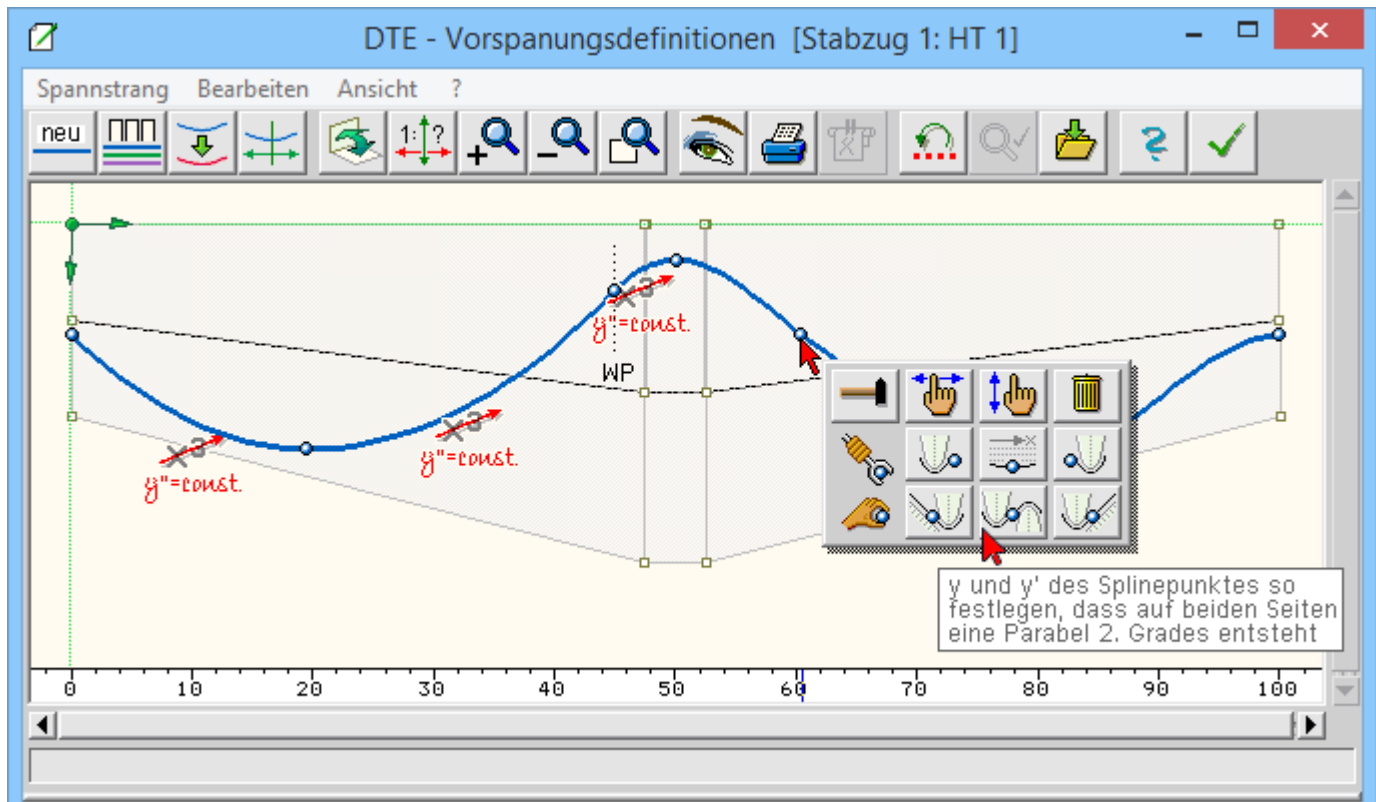 DTE - Vorspanungsdefinitionen [Stabzug 1: HT 1]
Spannstrang Bearbeiten Ansicht ?
neu 1: ?
y"=const.
WP
y"=const.
y"=const.
y und y' des Splinepunktes so
festlegen, dass auf beiden Seiten
eine Parabel 2. Grades entsteht
0 10 20 30 40 50 60 70 80 90 100